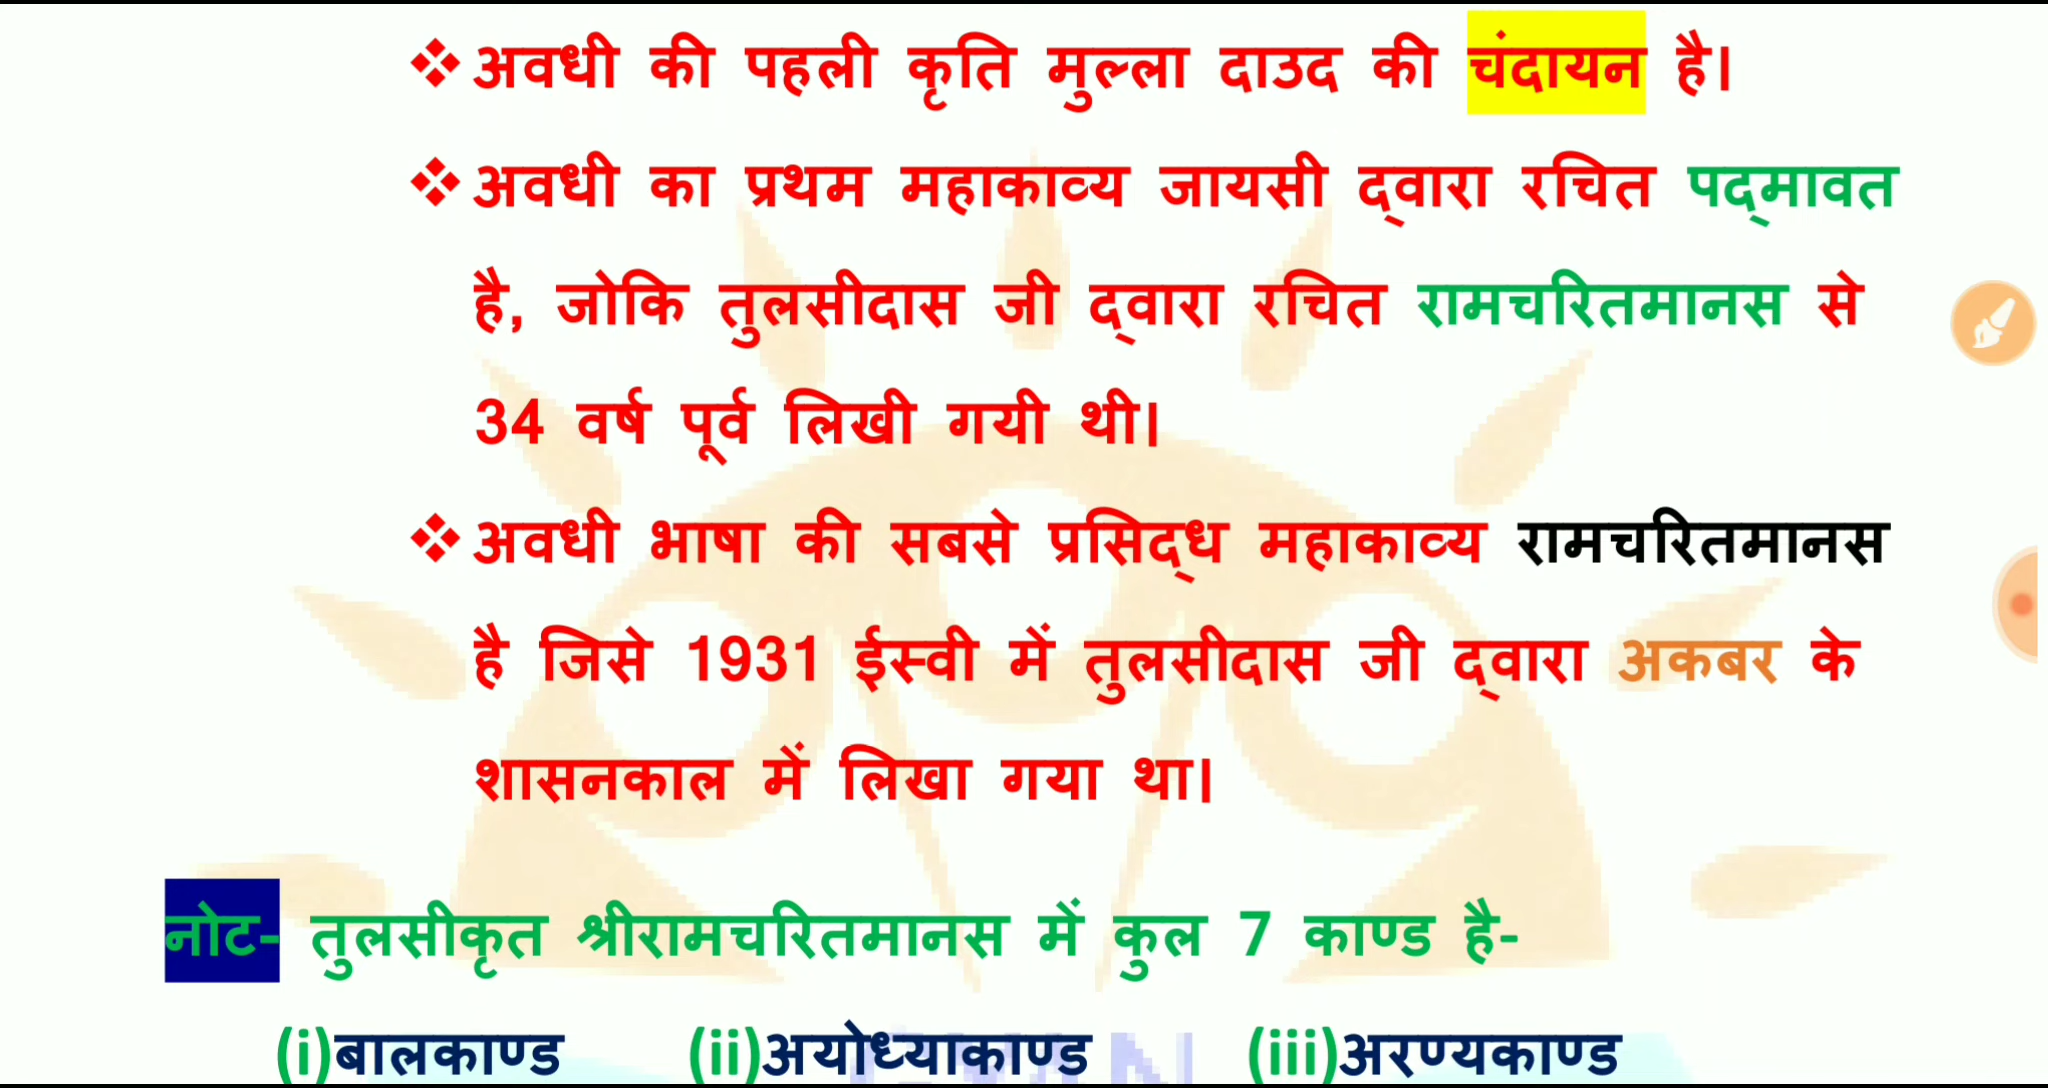 ❖ अवधी की पहली कृति मुल्ला दाउद की चंदायन है।
❖ अवधी का प्रथम महाकाव्य जायसी द्वारा रचित पद्मावत
है, जोकि तुलसीदास जी द्वारा रचित रामचरितमानस से
34 वर्ष पूर्व लिखी गयी थी।
❖ अवधी भाषा की सबसे प्रसिद्ध महाकाव्य रामचरितमानस
है जिसे 1931 ईस्वी में तुलसीदास जी द्वारा अकबर के
शासनकाल में लिखा गया था।
नोट- तुलसीकृत श्रीरामचरितमानस में कुल 7 काण्ड है-
(i)बालकाण्ड (ii)अयोध्याकाण्ड (iii)अरण्यकाण्ड